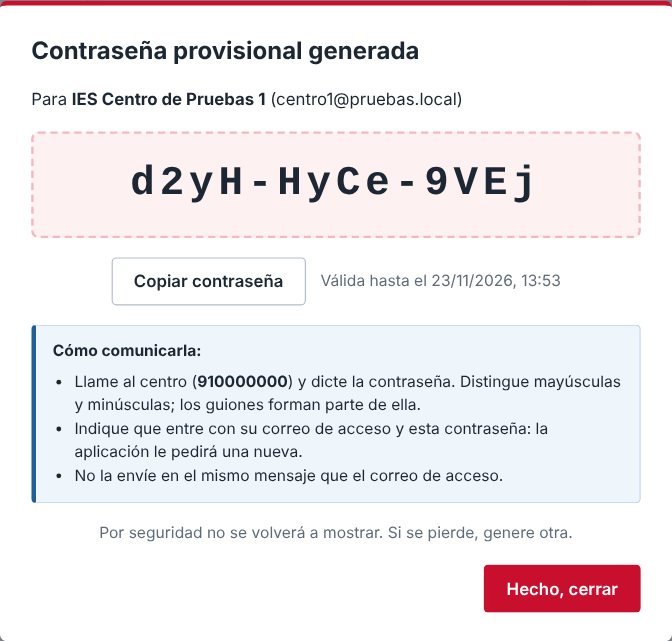 Contraseña provisional generada
Para IES Centro de Pruebas 1 (centro1@pruebas.local)
d2yH-HyCe-9VEj
Copiar contraseña
Válida hasta el 23/11/2026, 13:53
Cómo comunicarla:
• Llame al centro (910000000) y dicte la contraseña. Distingue mayúsculas
y minúsculas; los guiones forman parte de ella.
• Indique que entre con su correo de acceso y esta contraseña: la
aplicación le pedirá una nueva.
• No la envíe en el mismo mensaje que el correo de acceso.
Por seguridad no se volverá a mostrar. Si se pierde, genere otra.
Hecho, cerrar